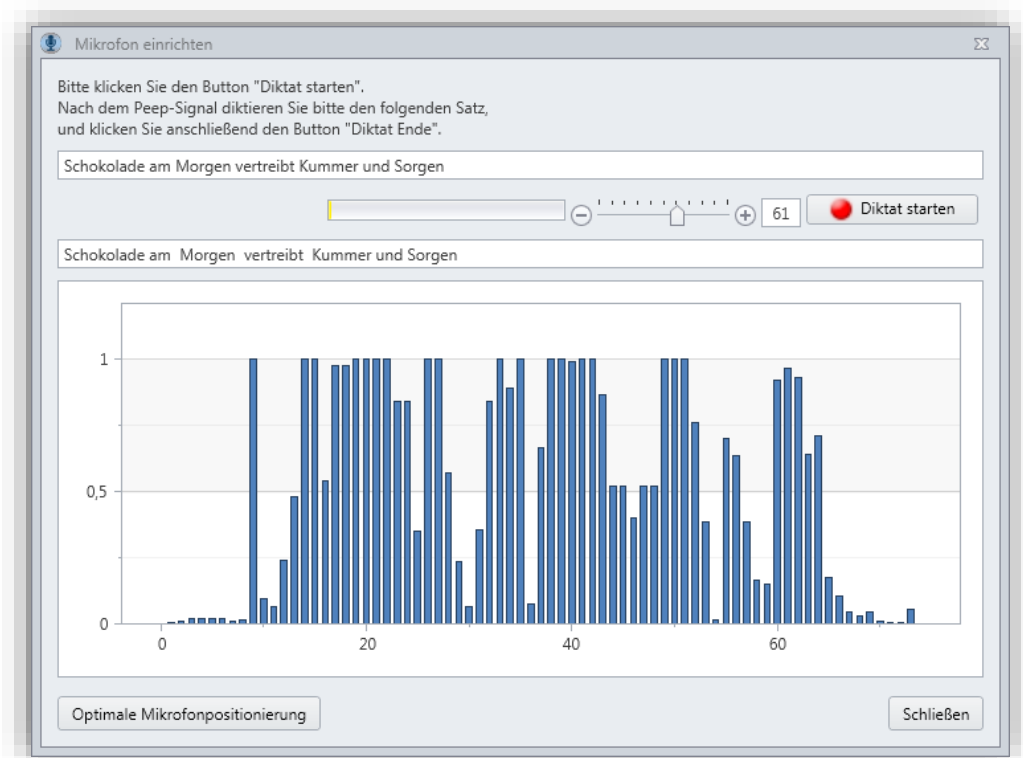 Mikrofon einrichten
Bitte klicken Sie den Button "Diktat starten".
Nach dem Peep-Signal diktieren Sie bitte den folgenden Satz,
und klicken Sie anschließend den Button "Diktat Ende".
Schokolade am Morgen vertreibt Kummer und Sorgen
61 Diktat starten
Schokolade am  Morgen  vertreibt  Kummer und Sorgen
1
0,5
0
0 20 40 60
Optimale Mikrofonpositionierung Schließen